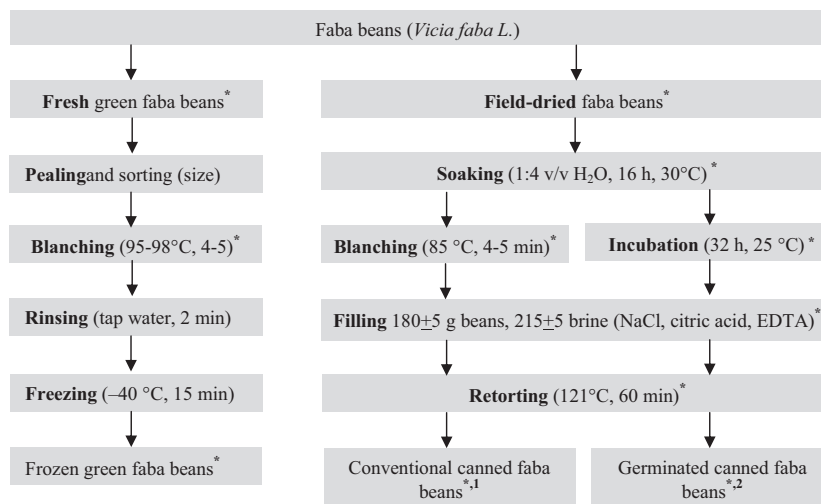 Faba beans (Vicia faba L.)
Fresh green faba beans*
Field-dried faba beans*
Pealingand sorting (size)
Soaking (1:4 v/v H₂O, 16 h, 30°C) *
Blanching (95-98°C, 4-5)*
Blanching (85 °C, 4-5 min)*
Incubation (32 h, 25 °C) *
Rinsing (tap water, 2 min)
Filling 180±5 g beans, 215±5 brine (NaCl, citric acid, EDTA)*
Freezing (–40 °C, 15 min)
Retorting (121°C, 60 min)*
Frozen green faba beans*
Conventional canned faba
beans*,1
Germinated canned faba
beans*,2